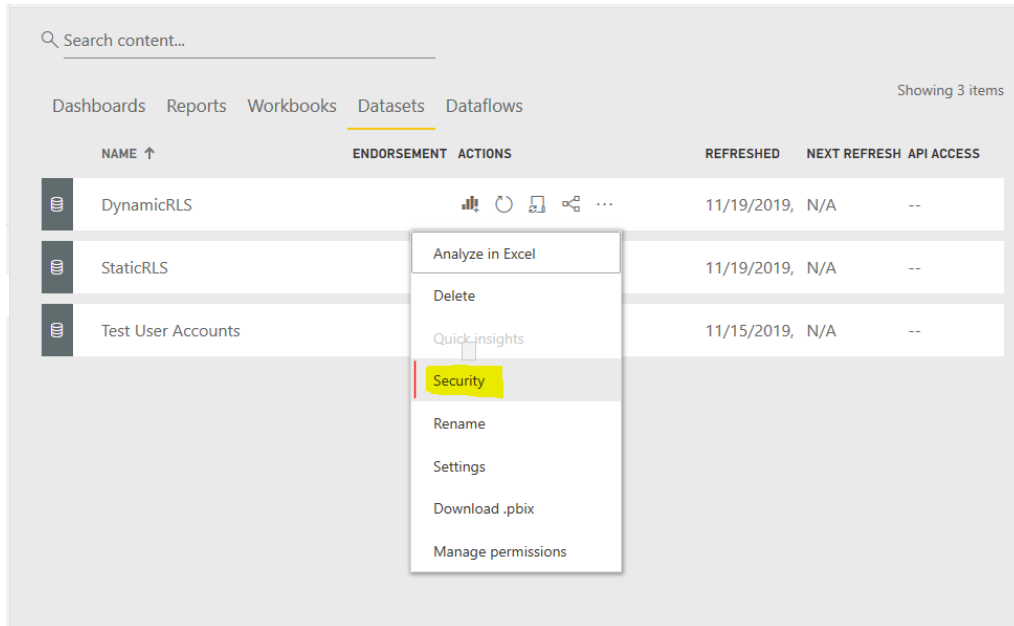 Search content...
Showing 3 items
Dashboards Reports Workbooks Datasets Dataflows
NAME ↑ ENDORSEMENT ACTIONS REFRESHED NEXT REFRESH API ACCESS
DynamicRLS ... 11/19/2019, N/A --
Analyze in Excel
StaticRLS 11/19/2019, N/A --
Delete
Test User Accounts 11/15/2019, N/A --
Quick insights
Security
Rename
Settings
Download .pbix
Manage permissions